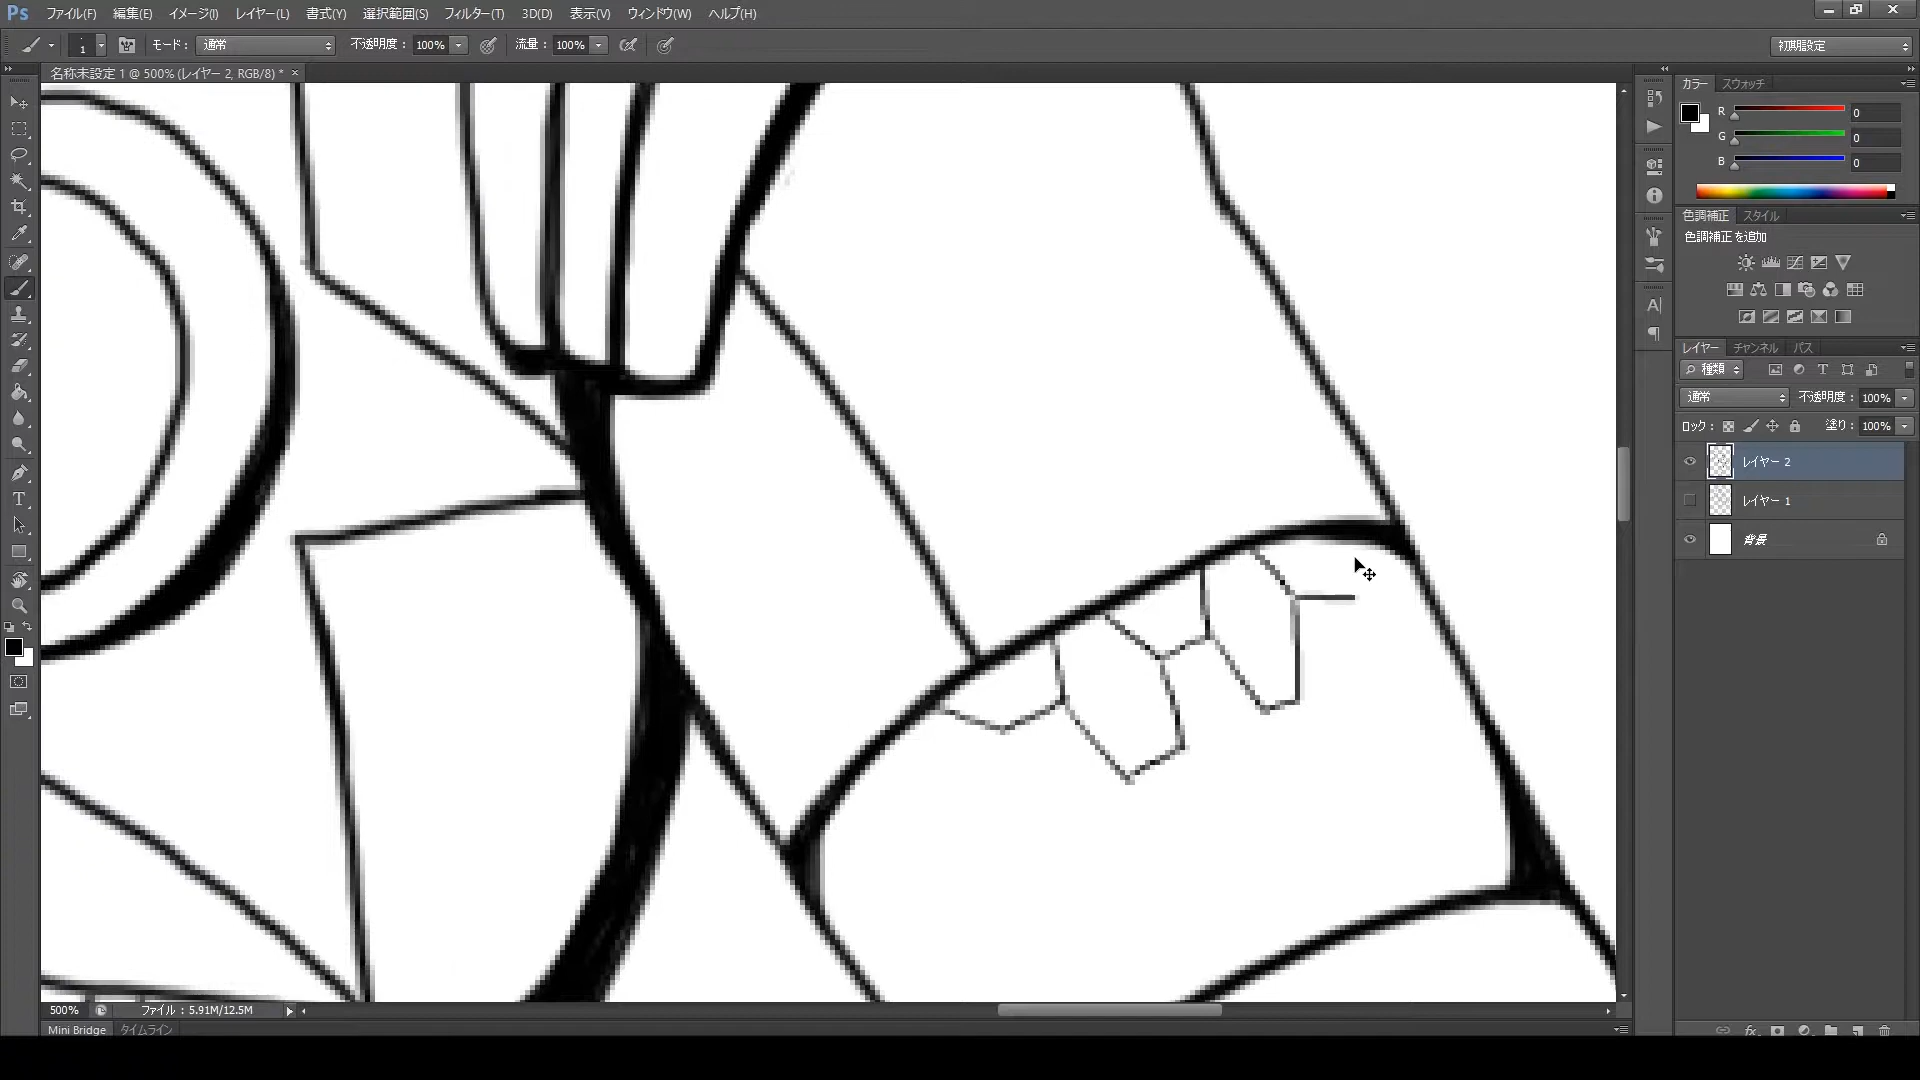 Ps ファイル(F) 編集(E) イメージ(I) レイヤー(L) 書式(Y) 選択範囲(S) フィルター(T) 3D(D) 表示(V) ウィンドウ(W) ヘルプ(H)
1 モード: 通常 不透明度: 100% 流量: 100% 初期設定
名称未設定 1 @ 500% (レイヤー 2, RGB/8) * ×
カラー スウォッチ
R 0
G 0
B 0
色調補正 スタイル
色調補正を追加
レイヤー チャンネル パス
種類
通常 不透明度: 100%
ロック: 塗り: 100%
レイヤー 2
レイヤー 1
背景
500% ファイル: 5.91M/12.5M
Mini Bridge タイムライン